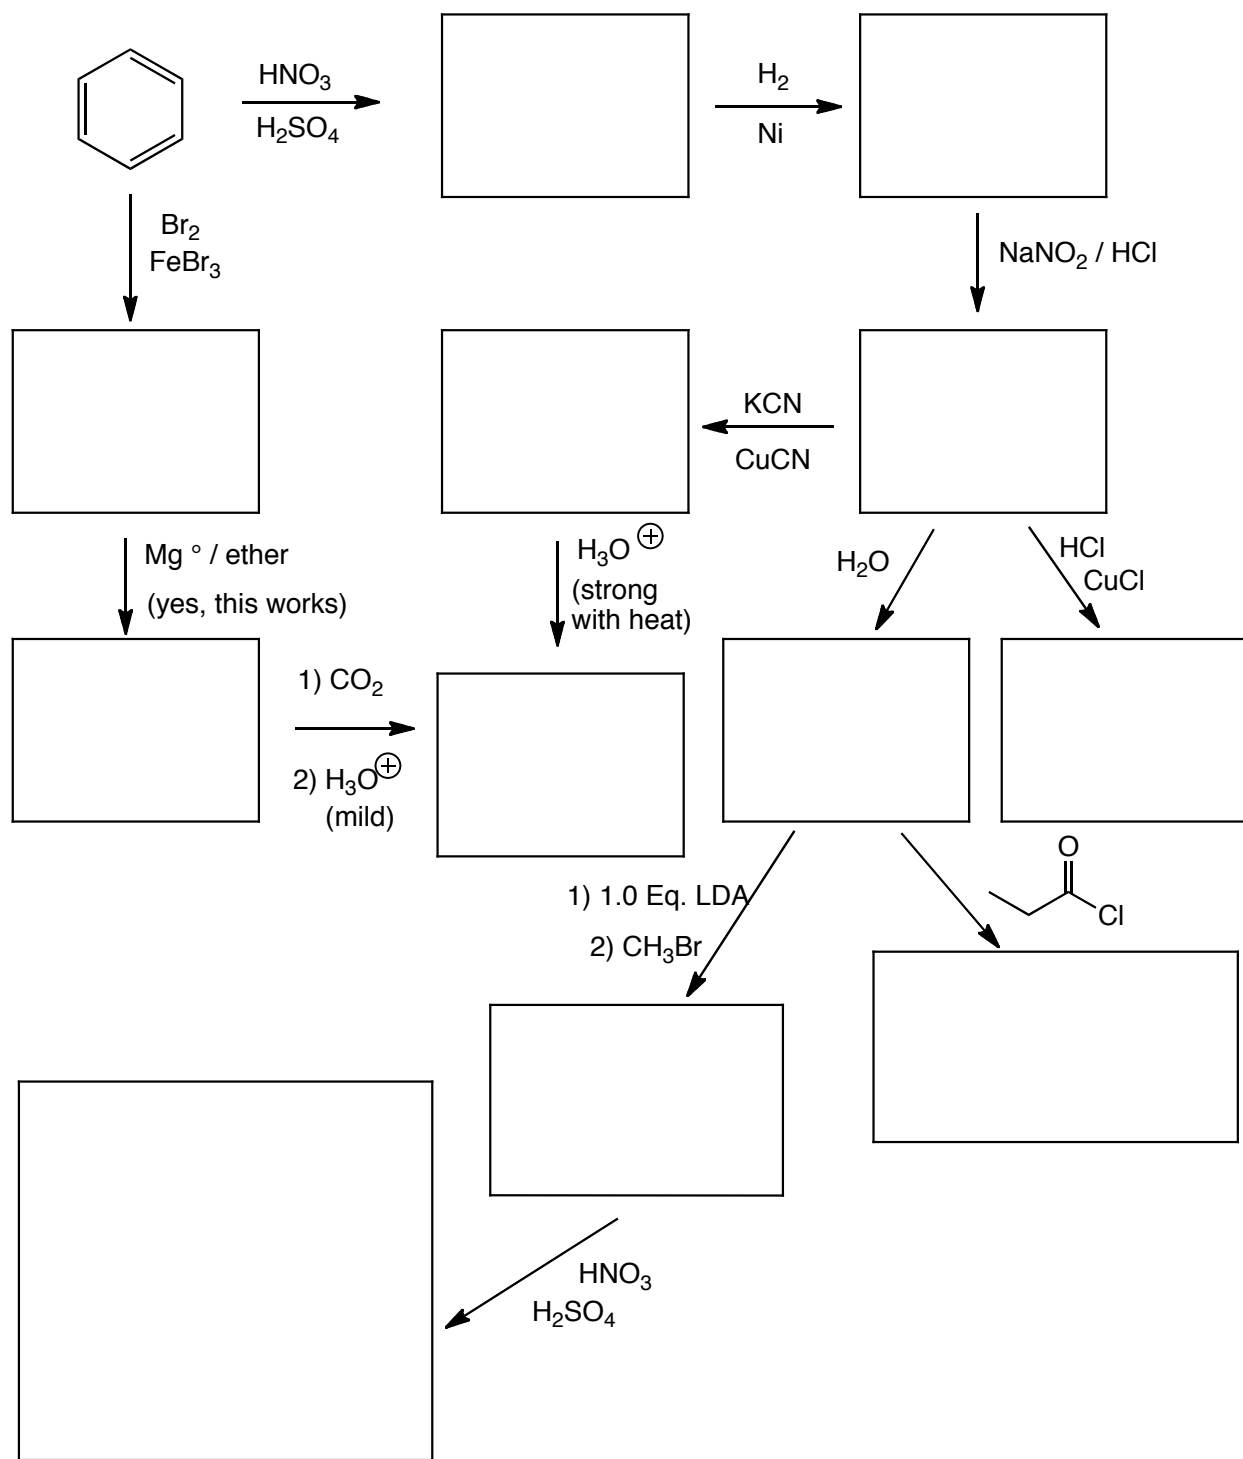 HNO₃
H₂SO₄
H₂
Ni
Br₂
FeBr₃
NaNO₂ / HCl
KCN
CuCN
Mg ° / ether
(yes, this works)
H₃O ⊕
(strong
with heat)
H₂O
HCl
CuCl
1) CO₂
2) H₃O⊕
(mild)
O
Cl
1) 1.0 Eq. LDA
2) CH₃Br
HNO₃
H₂SO₄